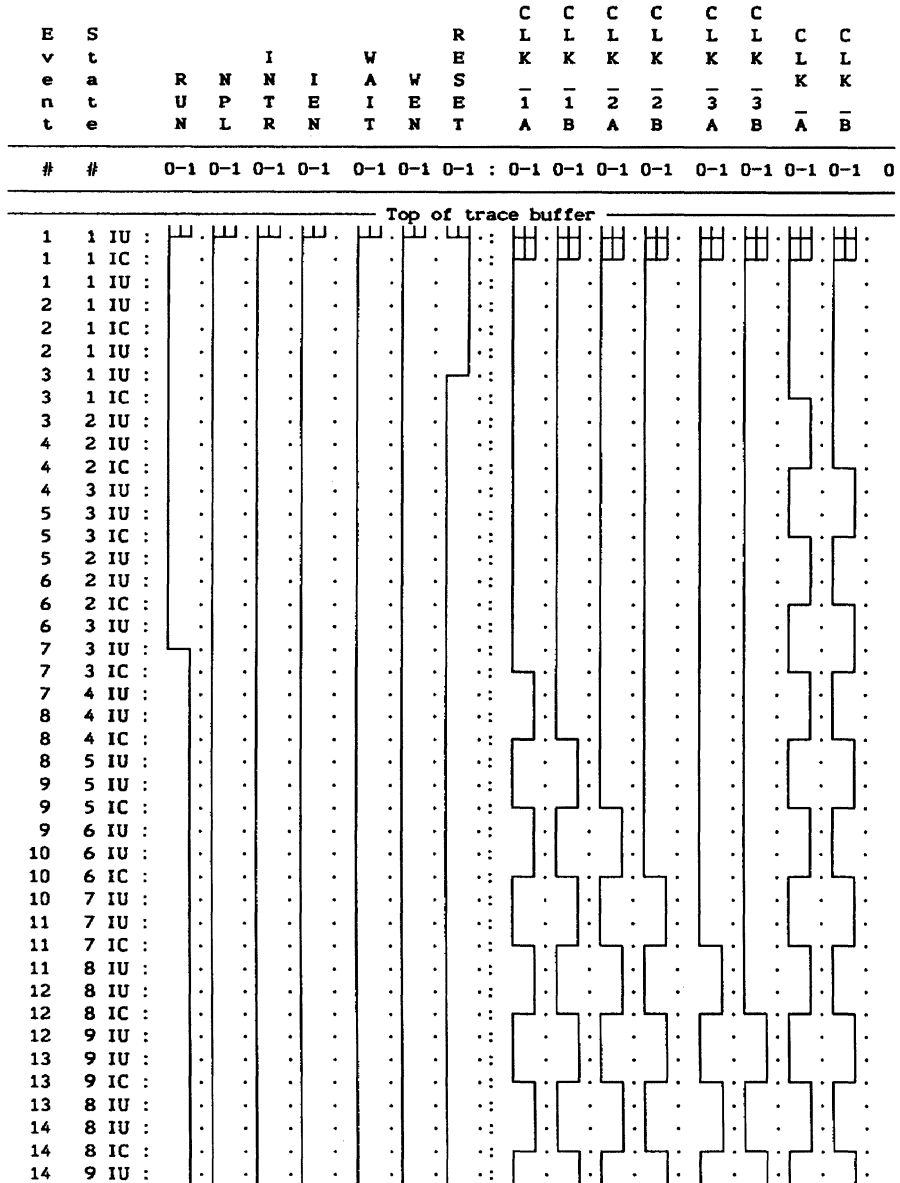 C C C C C C
E S R L L L L L L C C
v t I W E K K K K K K L L
e a R N N I A W S _ _ _ _ _ _ K K
n t U P T E I E E 1 1 2 2 3 3 _ _
t e N L R N T N T A B A B A B A B
# # 0-1 0-1 0-1 0-1 0-1 0-1 0-1 : 0-1 0-1 0-1 0-1 0-1 0-1 0-1 0-1 0
Top of trace buffer
1 1 IU :
1 1 IC :
1 1 IU :
2 1 IU :
2 1 IC :
2 1 IU :
3 1 IU :
3 1 IC :
3 2 IU :
4 2 IU :
4 2 IC :
4 3 IU :
5 3 IU :
5 3 IC :
5 2 IU :
6 2 IU :
6 2 IC :
6 3 IU :
7 3 IU :
7 3 IC :
7 4 IU :
8 4 IU :
8 4 IC :
8 5 IU :
9 5 IU :
9 5 IC :
9 6 IU :
10 6 IU :
10 6 IC :
10 7 IU :
11 7 IU :
11 7 IC :
11 8 IU :
12 8 IU :
12 8 IC :
12 9 IU :
13 9 IU :
13 9 IC :
13 8 IU :
14 8 IU :
14 8 IC :
14 9 IU :